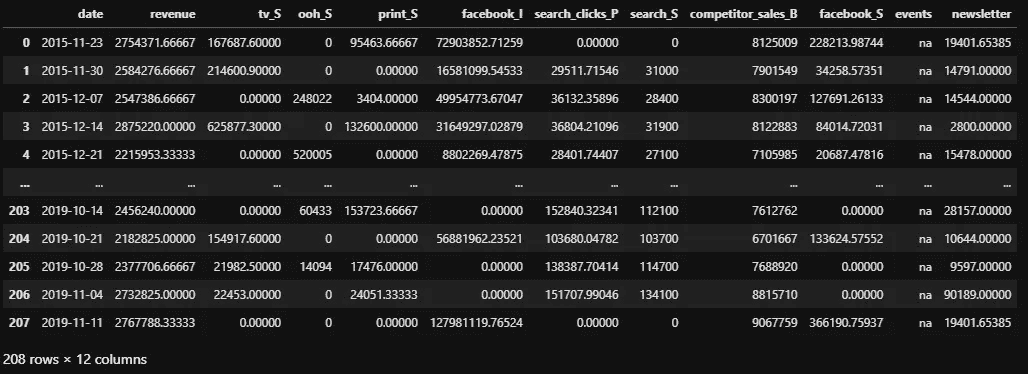 date revenue tv_S ooh_S print_S facebook_I search_clicks_P search_S competitor_sales_B facebook_S events newsletter
0 2015-11-23 2754371.66667 167687.60000 0 95463.66667 72903852.71259 0.00000 0 8125009 228213.98744 na 19401.65385
1 2015-11-30 2584276.66667 214600.90000 0 0.00000 16581099.54533 29511.71546 31000 7901549 34258.57351 na 14791.00000
2 2015-12-07 2547386.66667 0.00000 248022 3404.00000 49954773.67047 36132.35896 28400 8300197 127691.26133 na 14544.00000
3 2015-12-14 2875220.00000 625877.30000 0 132600.00000 31649297.02879 36804.21096 31900 8122883 84014.72031 na 2800.00000
4 2015-12-21 2215953.33333 0.00000 520005 0.00000 8802269.47875 28401.74407 27100 7105985 20687.47816 na 15478.00000
... ... ... ... ... ... ... ... ... ... ... ... ...
203 2019-10-14 2456240.00000 0.00000 60433 153723.66667 0.00000 152840.32341 112100 7612762 0.00000 na 28157.00000
204 2019-10-21 2182825.00000 154917.60000 0 0.00000 56881962.23521 103680.04782 103700 6701667 133624.57552 na 10644.00000
205 2019-10-28 2377706.66667 21982.50000 14094 17476.00000 0.00000 138387.70414 114700 7688920 0.00000 na 9597.00000
206 2019-11-04 2732825.00000 22453.00000 0 24051.33333 0.00000 151707.99046 134100 8815710 0.00000 na 90189.00000
207 2019-11-11 2767788.33333 0.00000 0 0.00000 127981119.76524 0.00000 0 9067759 366190.75937 na 19401.65385
208 rows × 12 columns